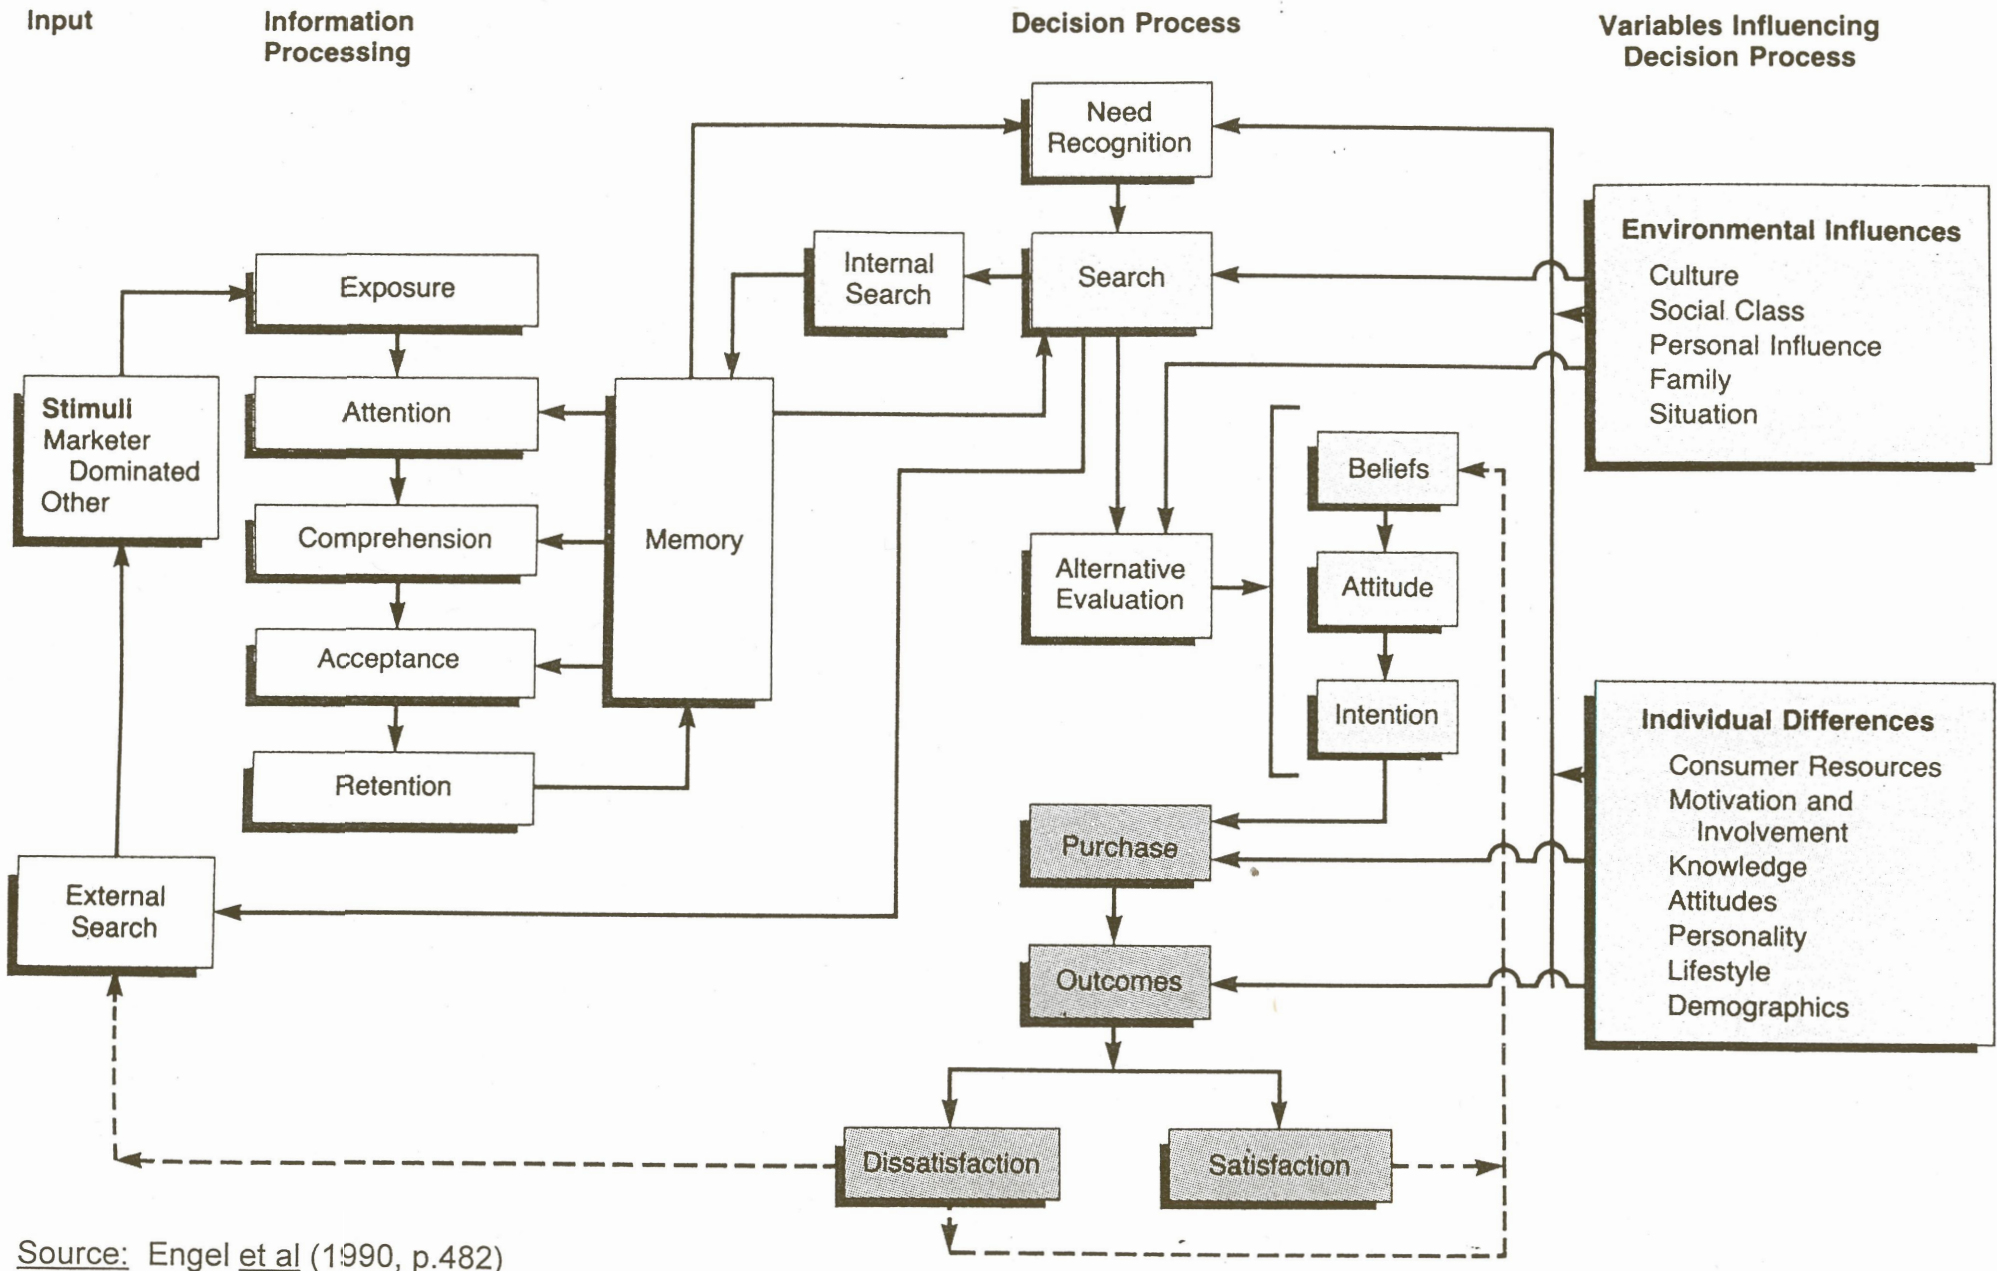 Input
Information
Processing
Decision Process
Variables Influencing
Decision Process
Need
Recognition
Internal
Search
Search
Exposure
Attention
Comprehension
Acceptance
Retention
Memory
Stimuli
Marketer
Dominated
Other
External
Search
Alternative
Evaluation
Beliefs
Attitude
Intention
Purchase
Outcomes
Dissatisfaction
Satisfaction
Environmental Influences
Culture
Social Class
Personal Influence
Family
Situation
Individual Differences
Consumer Resources
Motivation and
Involvement
Knowledge
Attitudes
Personality
Lifestyle
Demographics
Source: Engel et al (1990, p.482)